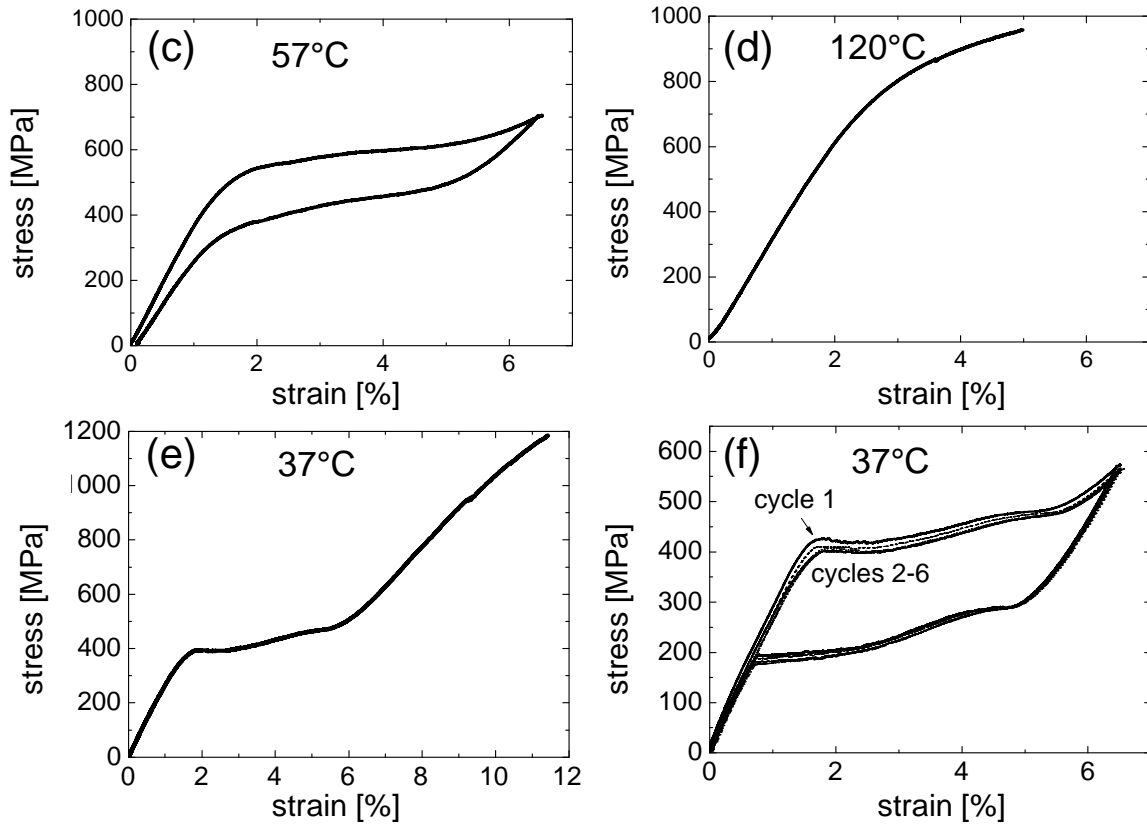 (c)
57°C
1000
800
600
400
200
0
stress [MPa]
0 2 4 6
strain [%]
(d)
120°C
1000
800
600
400
200
0
stress [MPa]
0 2 4 6
strain [%]
(e)
37°C
1200
1000
800
600
400
200
0
stress [MPa]
0 2 4 6 8 10 12
strain [%]
(f)
37°C
cycle 1
cycles 2-6
600
500
400
300
200
100
0
stress [MPa]
0 2 4 6
strain [%]